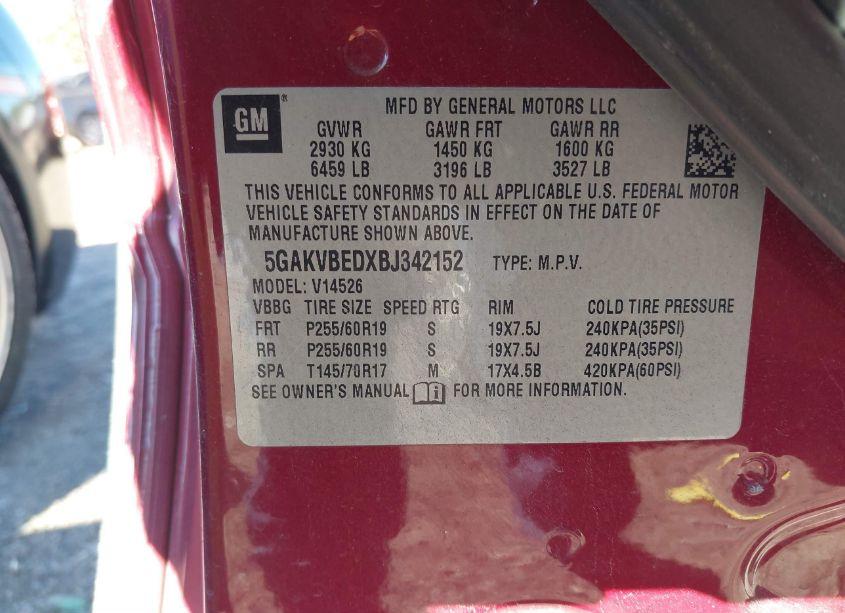 GM ® MFD BY GENERAL MOTORS LLC
GVWR GAWR FRT GAWR RR
2930 KG 1450 KG 1600 KG
6459 LB 3196 LB 3527 LB
THIS VEHICLE CONFORMS TO ALL APPLICABLE U.S. FEDERAL MOTOR
VEHICLE SAFETY STANDARDS IN EFFECT ON THE DATE OF
MANUFACTURE SHOWN ABOVE.
5GAKVBEDXBJ342152 TYPE: M.P.V.
MODEL: V14526
VBBG TIRE SIZE SPEED RTG RIM COLD TIRE PRESSURE
FRT P255/60R19 S 19X7.5J 240KPA(35PSI)
RR P255/60R19 S 19X7.5J 240KPA(35PSI)
SPA T145/70R17 M 17X4.5B 420KPA(60PSI)
SEE OWNER'S MANUAL FOR MORE INFORMATION.